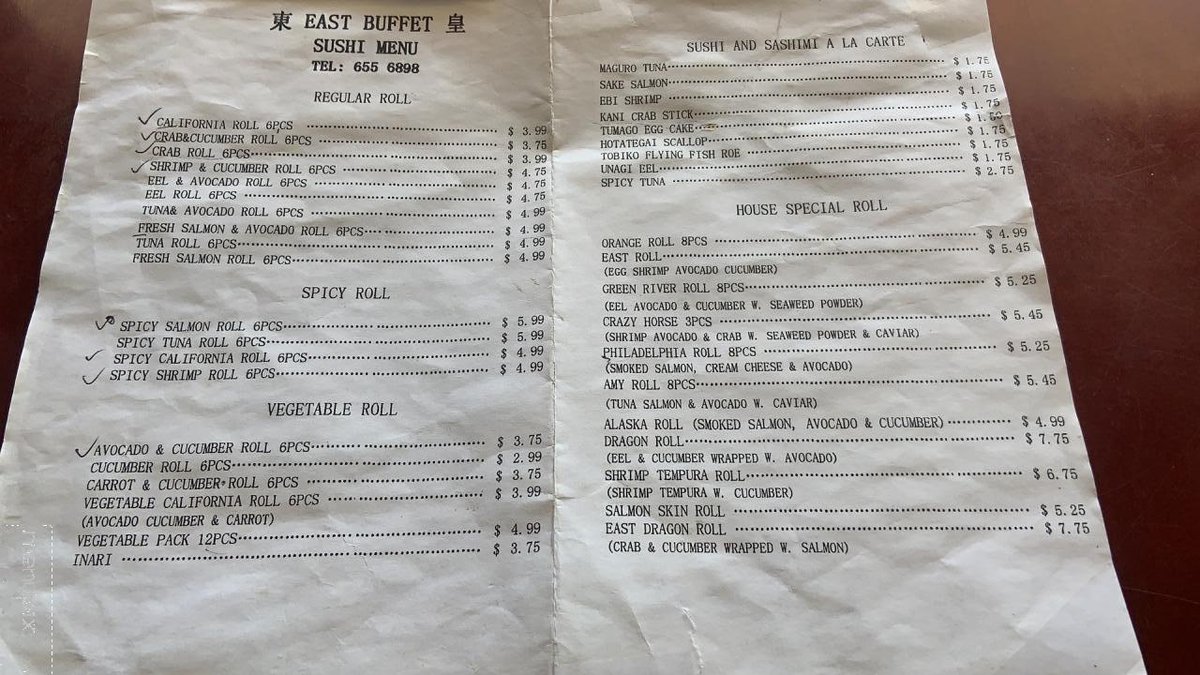 東 EAST BUFFET 皇
SUSHI MENU
TEL: 655 6898
REGULAR ROLL
CALIFORNIA ROLL 6PCS $ 3.99
CRAB&CUCUMBER ROLL 6PCS $ 3.75
CRAB ROLL 6PCS $ 3.99
SHRIMP & CUCUMBER ROLL 6PCS $ 4.75
EEL & AVOCADO ROLL 6PCS $ 4.75
EEL ROLL 6PCS $ 4.75
TUNA& AVOCADO ROLL 6PCS $ 4.99
FRESH SALMON & AVOCADO ROLL 6PCS $ 4.99
TUNA ROLL 6PCS $ 4.99
FRESH SALMON ROLL 6PCS $ 4.99
SPICY ROLL
SPICY SALMON ROLL 6PCS $ 5.99
SPICY TUNA ROLL 6PCS $ 5.99
SPICY CALIFORNIA ROLL 6PCS $ 4.99
SPICY SHRIMP ROLL 6PCS $ 4.99
VEGETABLE ROLL
AVOCADO & CUCUMBER ROLL 6PCS $ 3.75
CUCUMBER ROLL 6PCS $ 2.99
CARROT & CUCUMBER ROLL 6PCS $ 3.75
VEGETABLE CALIFORNIA ROLL 6PCS $ 3.99
(AVOCADO CUCUMBER & CARROT)
VEGETABLE PACK 12PCS $ 4.99
INARI $ 3.75
SUSHI AND SASHIMI A LA CARTE
MAGURO TUNA $ 1.75
SAKE SALMON $ 1.75
EBI SHRIMP $ 1.75
KANI CRAB STICK $ 1.75
TUMAGO EGG CAKE $ 1.50
HOTATEGAI SCALLOP $ 1.75
TOBIKO FLYING FISH ROE $ 1.75
UNAGI EEL $ 1.75
SPICY TUNA $ 2.75
HOUSE SPECIAL ROLL
ORANGE ROLL 8PCS $ 4.99
EAST ROLL $ 5.45
(EGG SHRIMP AVOCADO CUCUMBER)
GREEN RIVER ROLL 8PCS $ 5.25
(EEL AVOCADO & CUCUMBER W. SEAWEED POWDER)
CRAZY HORSE 3PCS $ 5.45
(SHRIMP AVOCADO & CRAB W. SEAWEED POWDER & CAVIAR)
PHILADELPHIA ROLL 8PCS $ 5.25
(SMOKED SALMON, CREAM CHEESE & AVOCADO)
AMY ROLL 8PCS $ 5.45
(TUNA SALMON & AVOCADO W. CAVIAR)
ALASKA ROLL (SMOKED SALMON, AVOCADO & CUCUMBER) $ 4.99
DRAGON ROLL $ 7.75
(EEL & CUCUMBER WRAPPED W. AVOCADO)
SHRIMP TEMPURA ROLL $ 6.75
(SHRIMP TEMPURA W. CUCUMBER)
SALMON SKIN ROLL $ 5.25
EAST DRAGON ROLL $ 7.75
(CRAB & CUCUMBER WRAPPED W. SALMON)